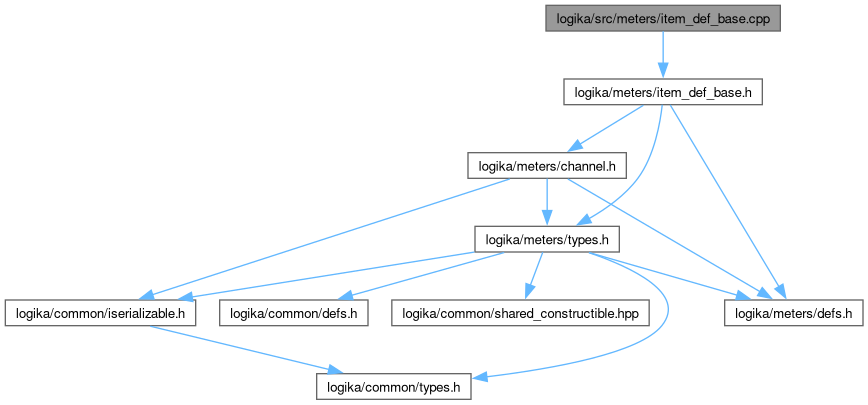 logika/src/meters/item_def_base.cpp
logika/meters/item_def_base.h
logika/meters/channel.h
logika/meters/types.h
logika/common/iserializable.h
logika/common/defs.h
logika/common/shared_constructible.hpp
logika/meters/defs.h
logika/common/types.h